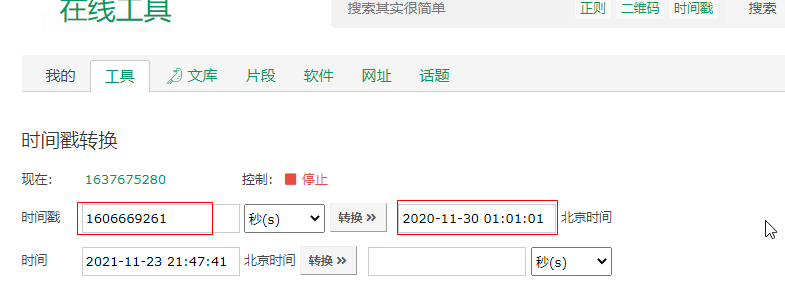 在线工具
搜索其实很简单 正则 二维码 时间戳 搜索
我的 工具 文库 片段 软件 网址 话题
时间戳转换
现在： 1637675280 控制： 停止
时间戳 1606669261 秒(s) 转换 2020-11-30 01:01:01 北京时间
时间 2021-11-23 21:47:41 北京时间 转换 秒(s)